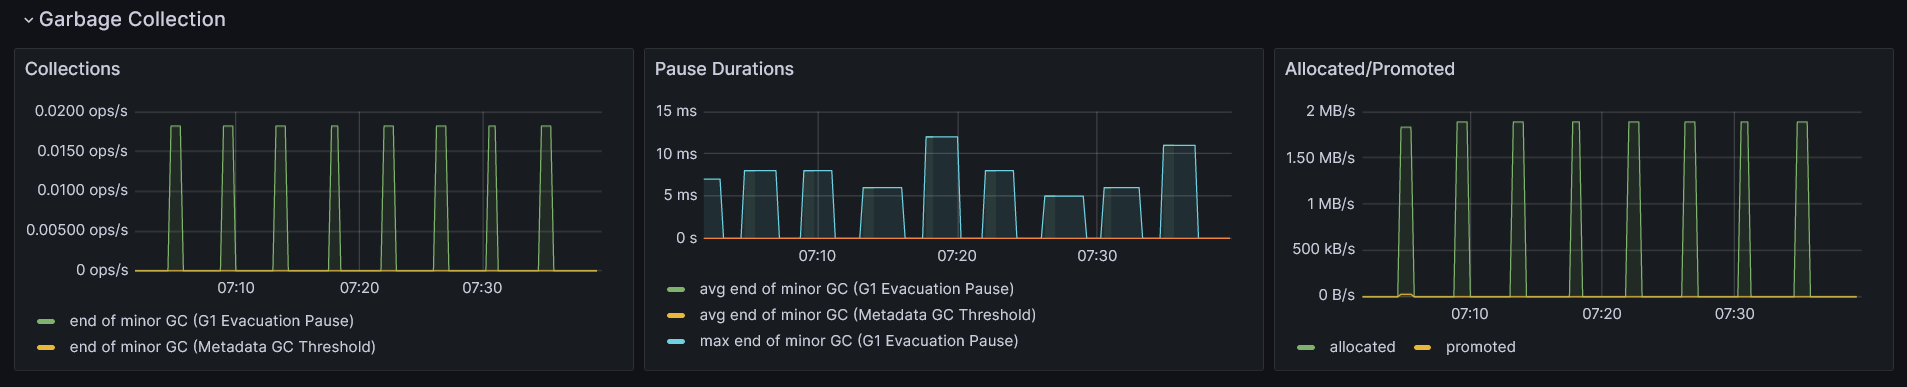 Garbage Collection
Collections
0.0200 ops/s
0.0150 ops/s
0.0100 ops/s
0.00500 ops/s
0 ops/s
07:10 07:20 07:30
end of minor GC (G1 Evacuation Pause)
end of minor GC (Metadata GC Threshold)
Pause Durations
15 ms
10 ms
5 ms
0 s
07:10 07:20 07:30
avg end of minor GC (G1 Evacuation Pause)
avg end of minor GC (Metadata GC Threshold)
max end of minor GC (G1 Evacuation Pause)
Allocated/Promoted
2 MB/s
1.50 MB/s
1 MB/s
500 kB/s
0 B/s
07:10 07:20 07:30
allocated promoted